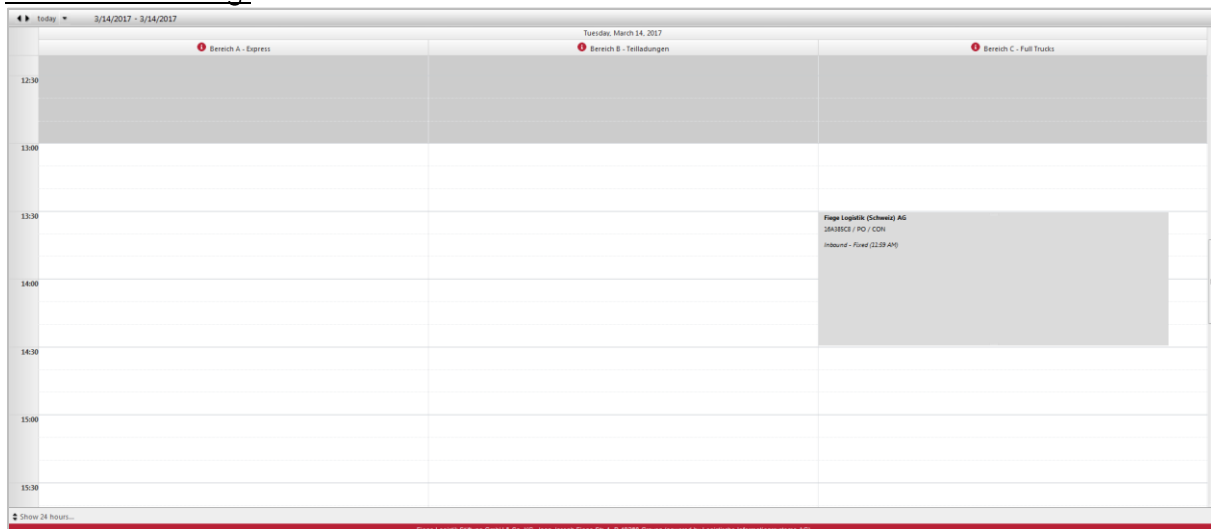 today 3/14/2017 - 3/14/2017
Tuesday, March 14, 2017
Bereich A - Express
Bereich B - Teilladungen
Bereich C - Full Trucks
12:30
13:00
13:30
Fiege Logistik (Schweiz) AG
/ PO / CON
Inbound - Fixed (11:59 AM)
14:00
14:30
15:00
15:30
Show 24 hours...